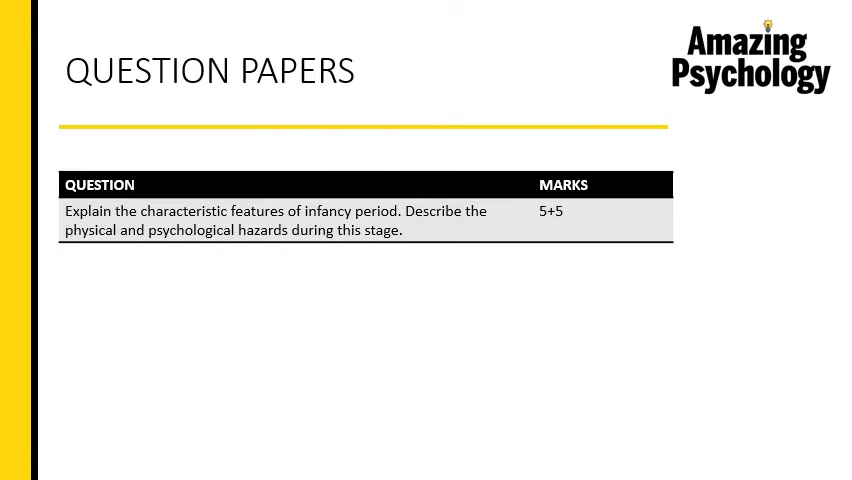 QUESTION PAPERS
Amazing
Psychology
QUESTION MARKS
Explain the characteristic features of infancy period. Describe the 5+5
physical and psychological hazards during this stage.